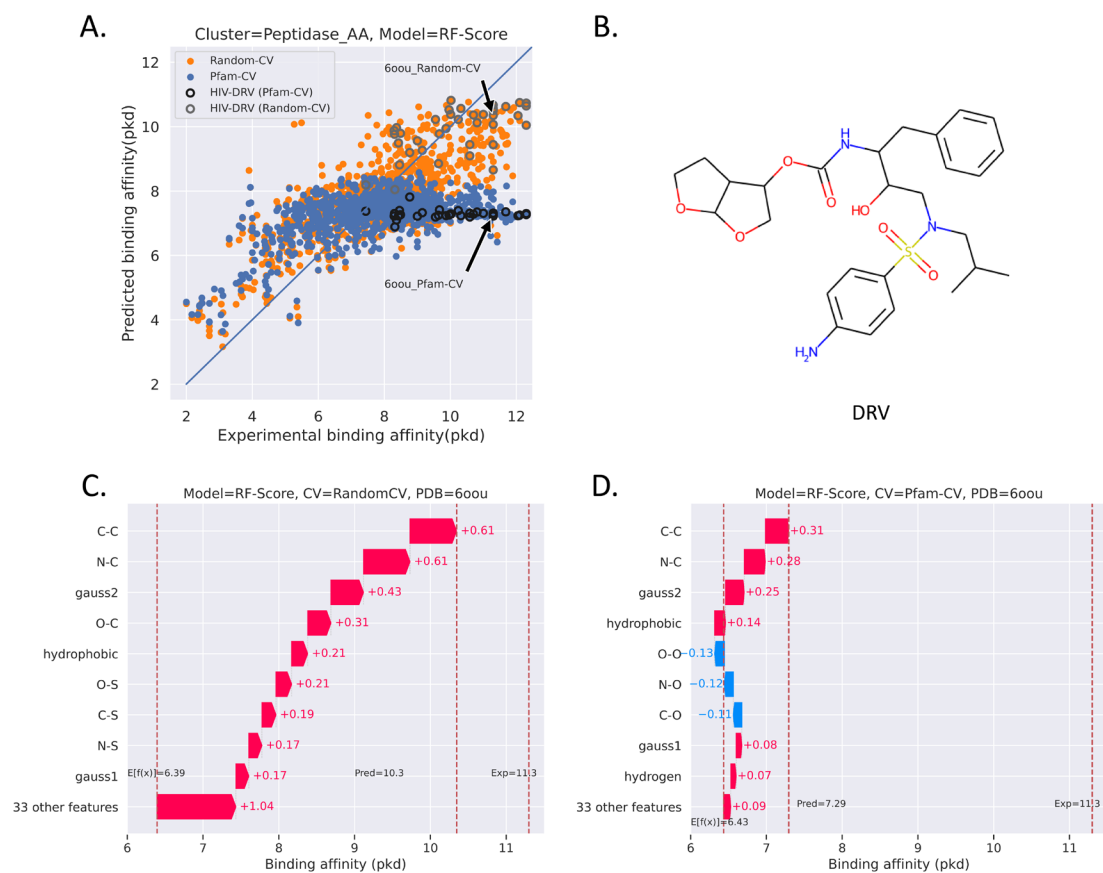 A.
Cluster=Peptidase_AA, Model=RF-Score
Random-CV
Pfam-CV
HIV-DRV (Pfam-CV)
HIV-DRV (Random-CV)
6oou_Random-CV
6oou_Pfam-CV
12
10
8
6
4
2
Predicted binding affinity(pkd)
2 4 6 8 10 12
Experimental binding affinity(pkd)
B.
H
N
O
O
O
O
HO
N
O
S
O
H2N
DRV
C.
Model=RF-Score, CV=RandomCV, PDB=6oou
C-C +0.61
N-C +0.61
gauss2 +0.43
O-C +0.31
hydrophobic +0.21
O-S +0.21
C-S +0.19
N-S +0.17
gauss1 +0.17
E[f(x)]=6.39 Pred=10.3 Exp=11.3
33 other features +1.04
6 7 8 9 10 11
Binding affinity (pkd)
D.
Model=RF-Score, CV=Pfam-CV, PDB=6oou
C-C +0.31
N-C +0.28
gauss2 +0.25
hydrophobic +0.14
O-O −0.13
N-O −0.12
C-O −0.11
gauss1 +0.08
hydrogen +0.07
33 other features +0.09
Pred=7.29 Exp=11.3
E[f(x)]=6.43
6 7 8 9 10 11
Binding affinity (pkd)